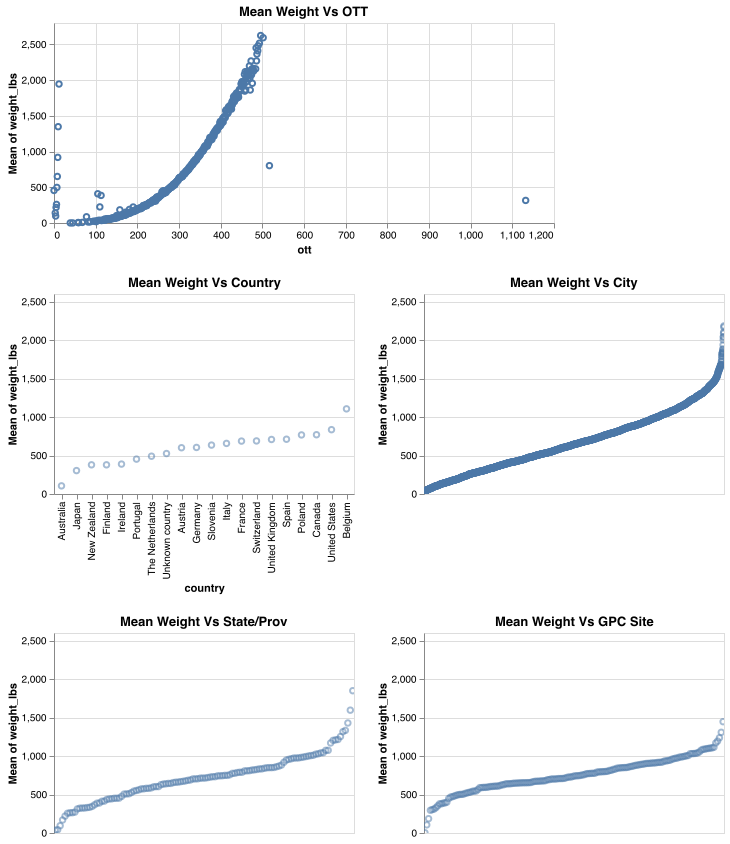 Mean Weight Vs OTT
2,500
2,000
1,500
1,000
500
0
Mean of weight_lbs
0 100 200 300 400 500 600 700 800 900 1,000 1,100 1,200
ott
Mean Weight Vs Country
2,500
2,000
1,500
1,000
500
0
Mean of weight_lbs
Australia
Japan
New Zealand
Finland
Ireland
Portugal
The Netherlands
Unknown country
Austria
Germany
Slovenia
Italy
France
Switzerland
United Kingdom
Spain
Poland
Canada
United States
Belgium
country
Mean Weight Vs City
2,500
2,000
1,500
1,000
500
0
Mean of weight_lbs
Mean Weight Vs State/Prov
2,500
2,000
1,500
1,000
500
0
Mean of weight_lbs
Mean Weight Vs GPC Site
2,500
2,000
1,500
1,000
500
0
Mean of weight_lbs